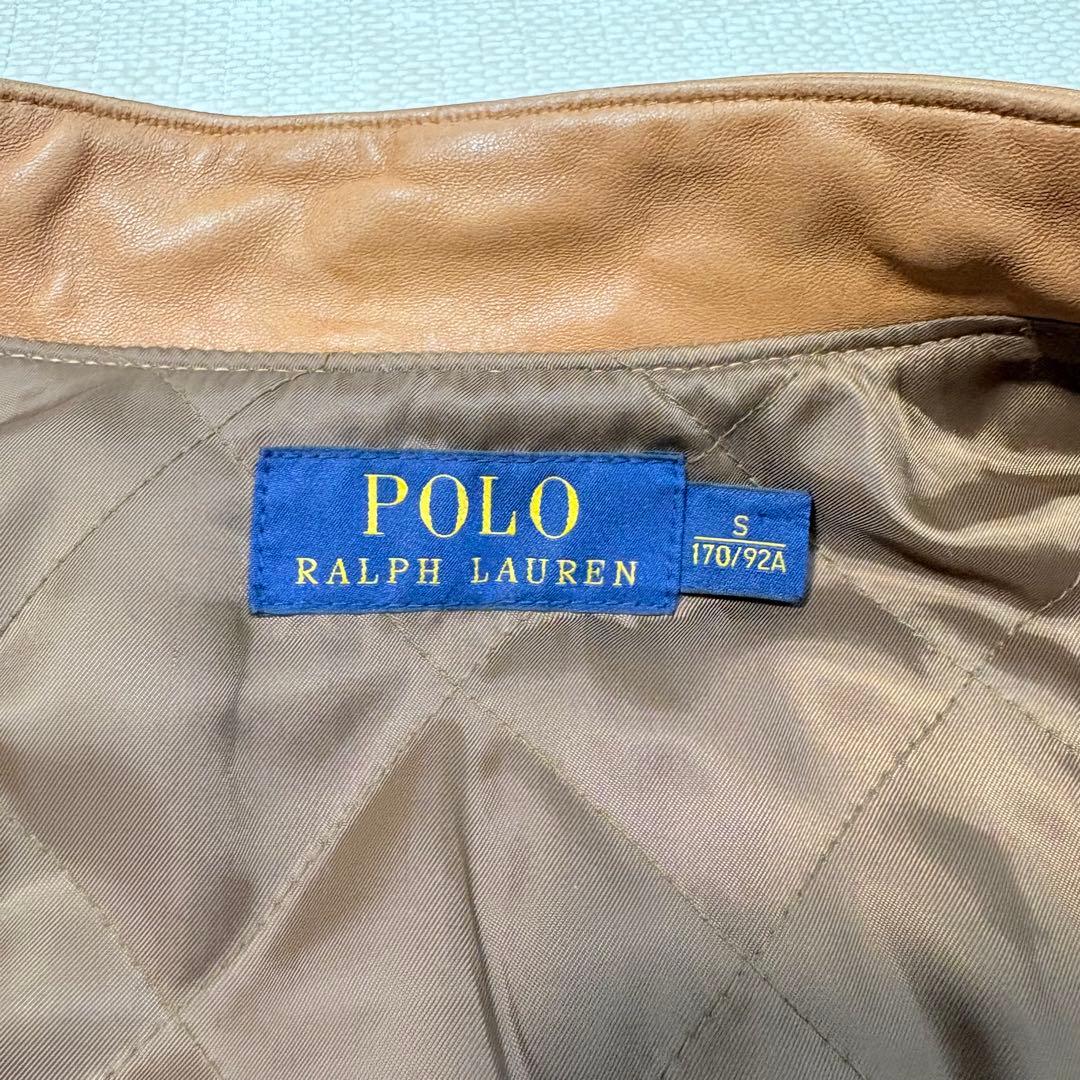 POLO
RALPH LAUREN
S
170/92A